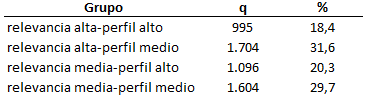 Grupo q %
relevancia alta-perfil alto 995 18,4
relevancia alta-perfil medio 1.704 31,6
relevancia media-perfil alto 1.096 20,3
relevancia media-perfil medio 1.604 29,7